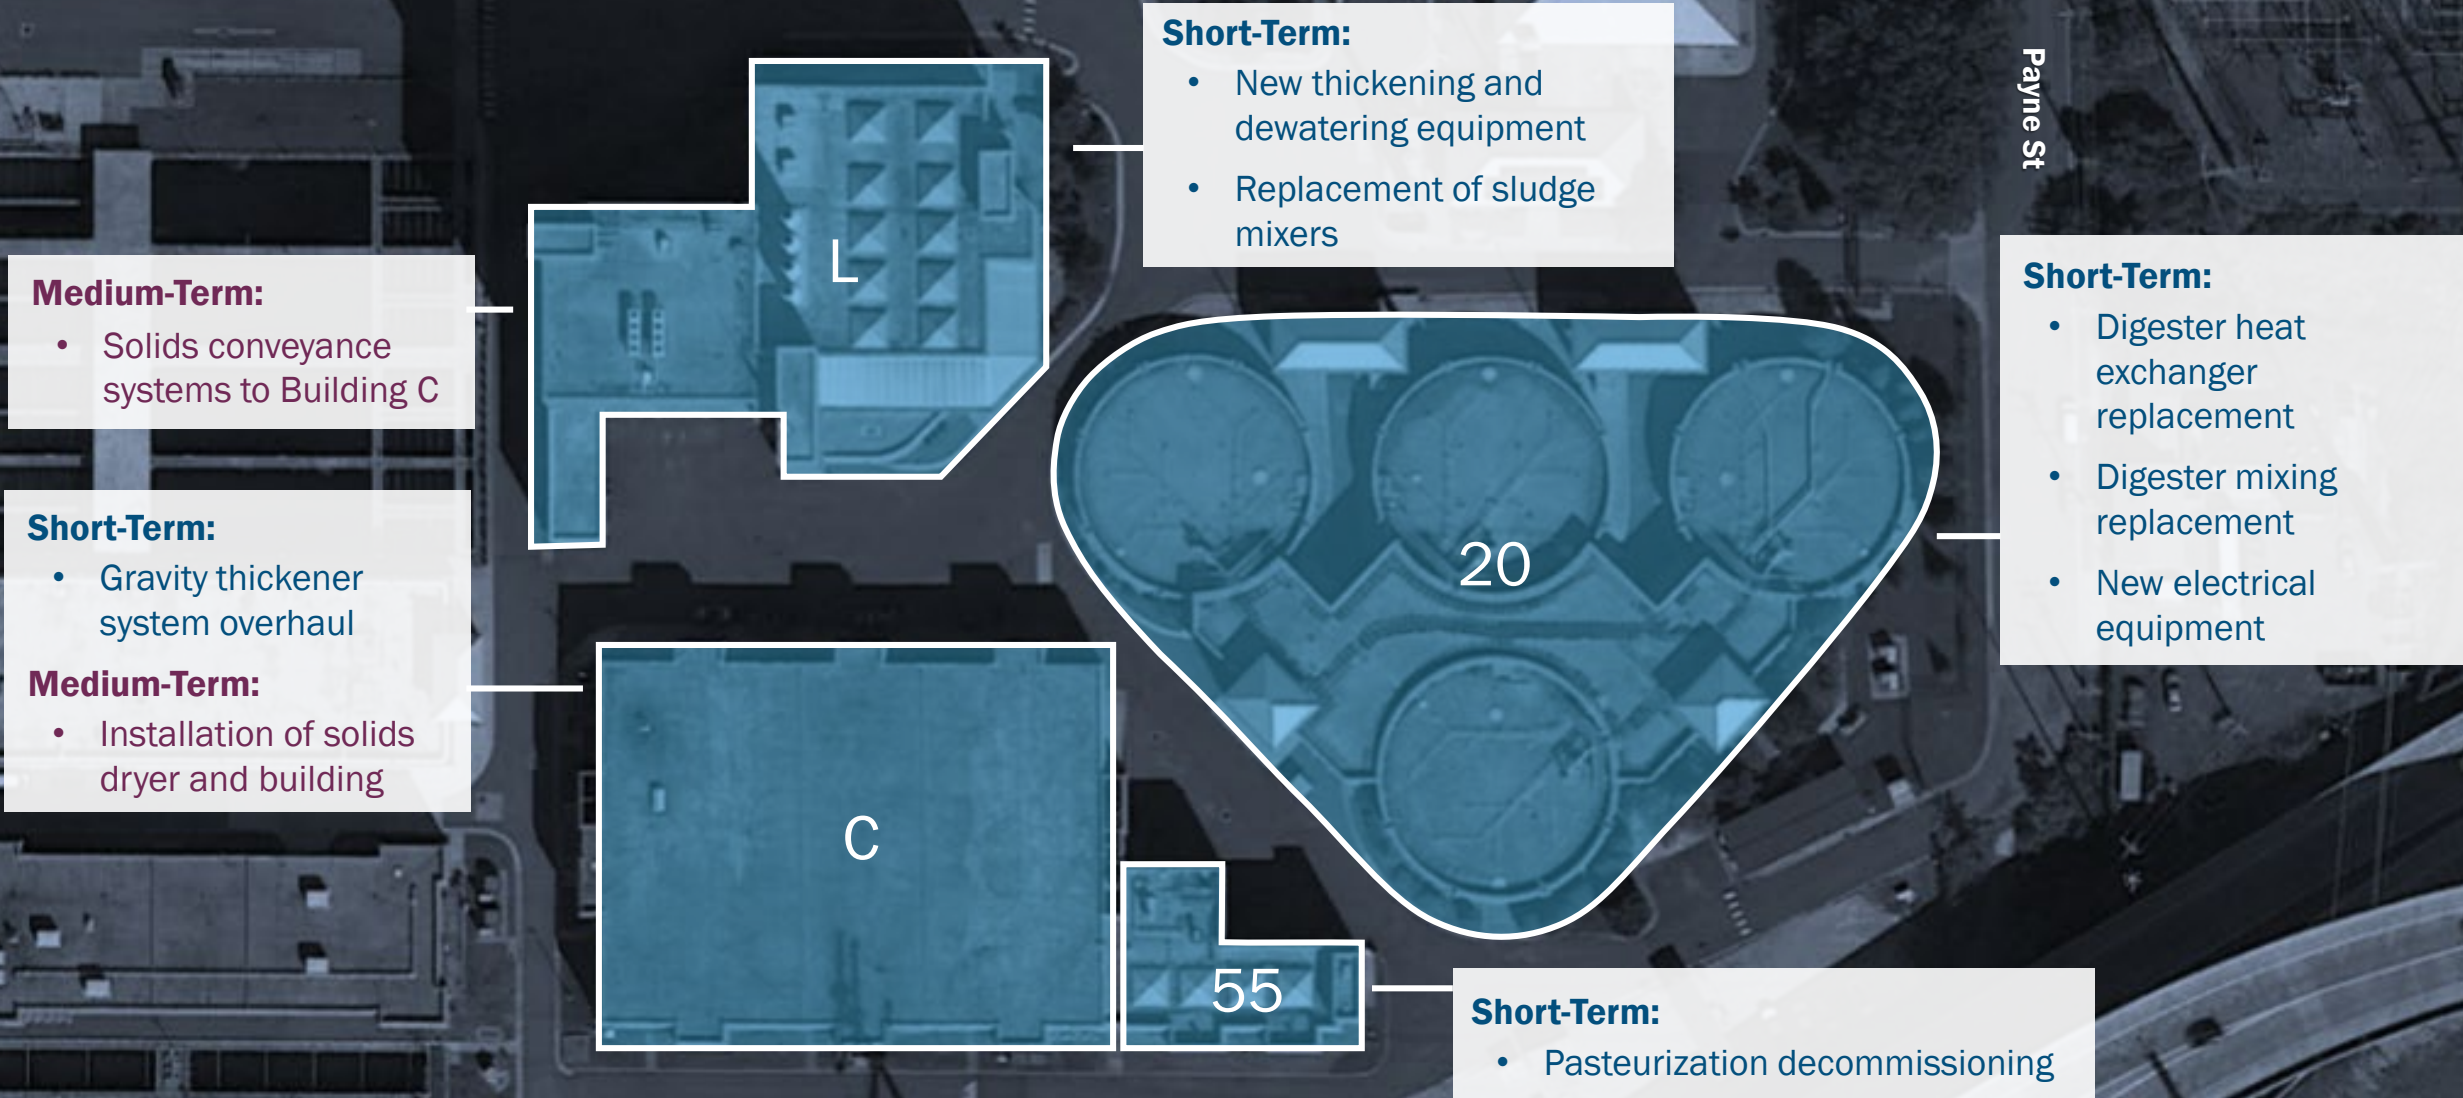 Short-Term:
• New thickening and
dewatering equipment
• Replacement of sludge
mixers
Payne St
L
Medium-Term:
• Solids conveyance
systems to Building C
Short-Term:
• Digester heat
exchanger
replacement
• Digester mixing
replacement
• New electrical
equipment
Short-Term:
• Gravity thickener
system overhaul
Medium-Term:
• Installation of solids
dryer and building
20
C
55
Short-Term:
• Pasteurization decommissioning